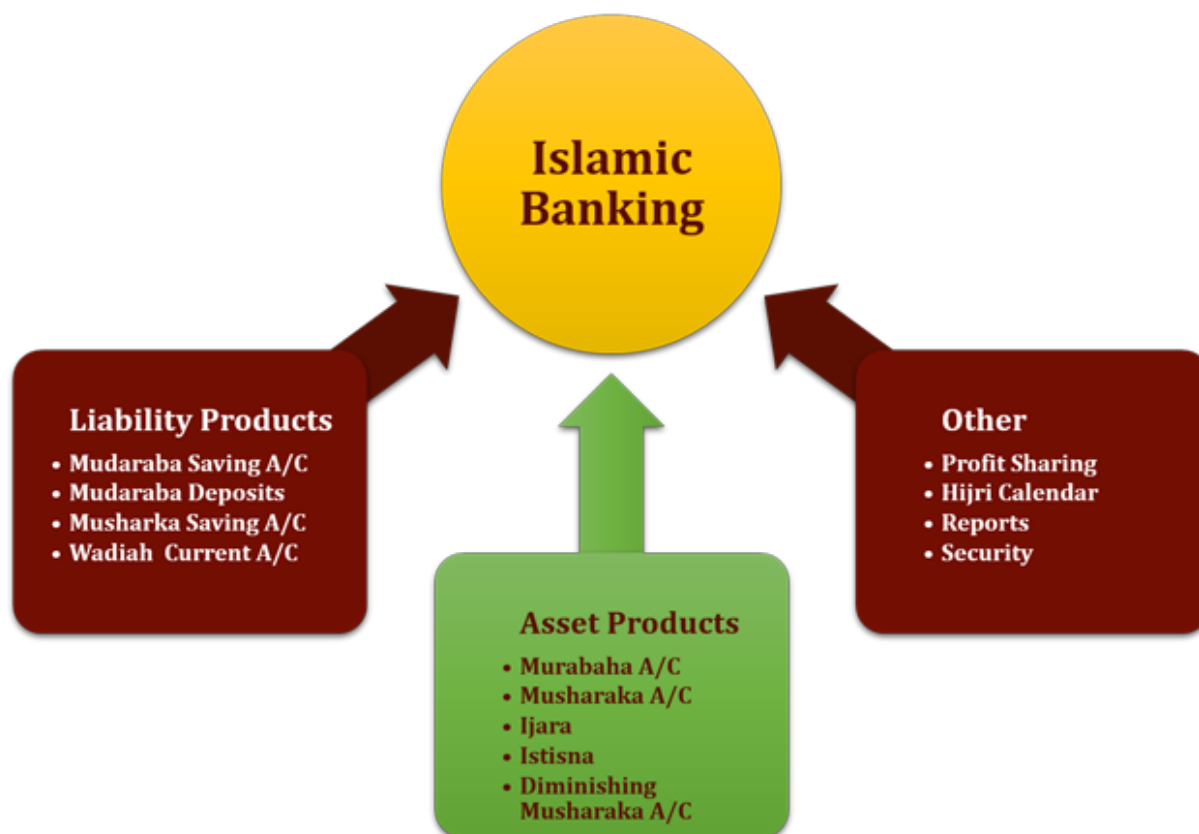 Islamic
Banking
Liability Products
• Mudaraba Saving A/C
• Mudaraba Deposits
• Musharka Saving A/C
• Wadiah Current A/C
Asset Products
• Murabaha A/C
• Musharaka A/C
• Ijara
• Istisna
• Diminishing
Musharaka A/C
Other
• Profit Sharing
• Hijri Calendar
• Reports
• Security